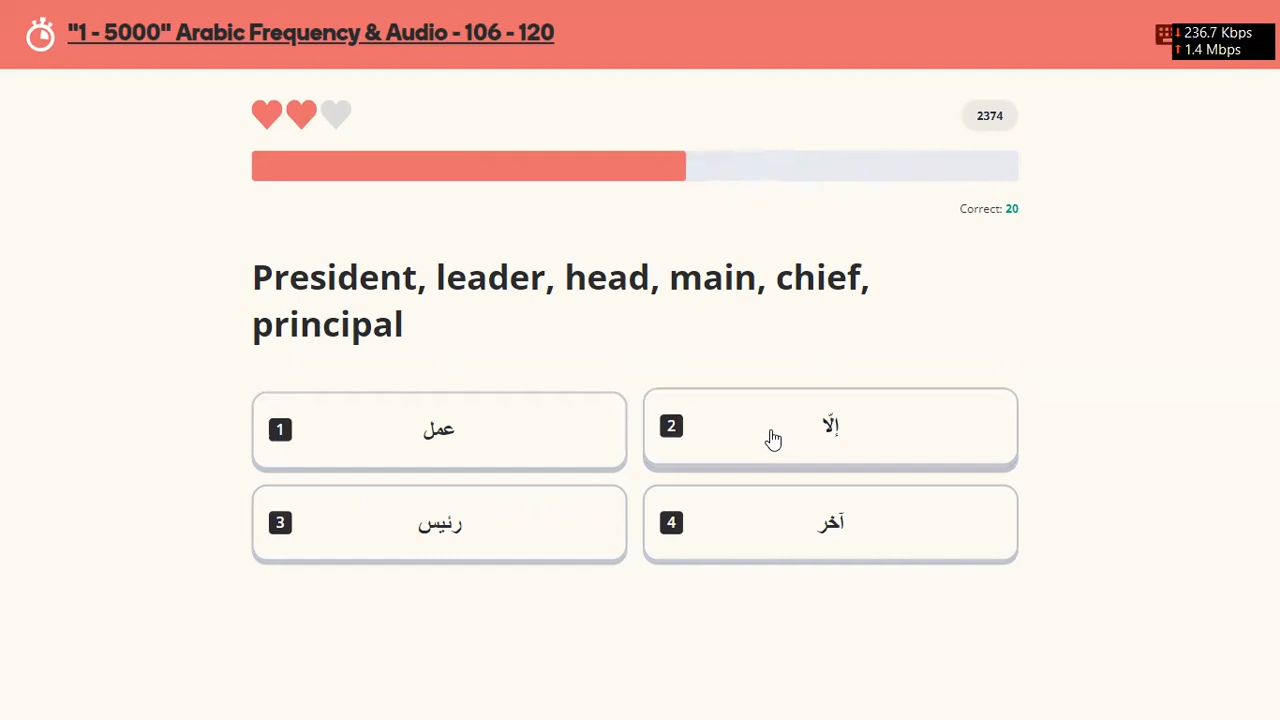 "1 - 5000" Arabic Frequency & Audio - 106 - 120
236.7 Kbps
1.4 Mbps
2374
Correct: 20
President, leader, head, main, chief,
principal
1 عمل
2 إلّا
3 رئيس
4 آخر